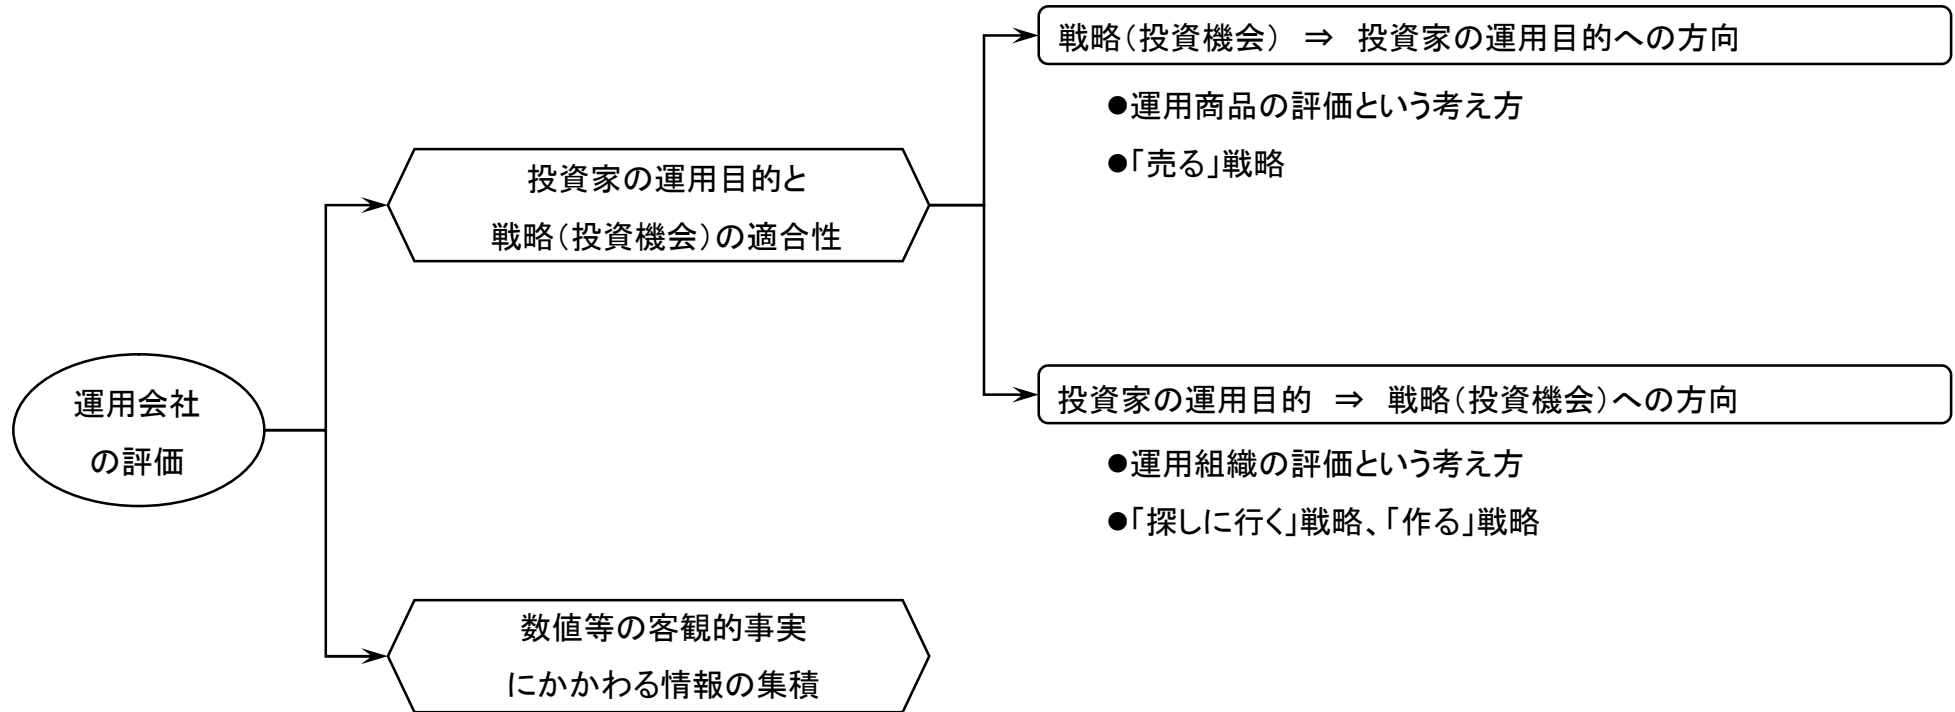 戦略(投資機会) ⇒ 投資家の運用目的への方向
●運用商品の評価という考え方
●「売る」戦略
投資家の運用目的と
戦略(投資機会)の適合性
投資家の運用目的 ⇒ 戦略(投資機会)への方向
●運用組織の評価という考え方
●「探しに行く」戦略、「作る」戦略
運用会社
の評価
数値等の客観的事実
にかかわる情報の集積